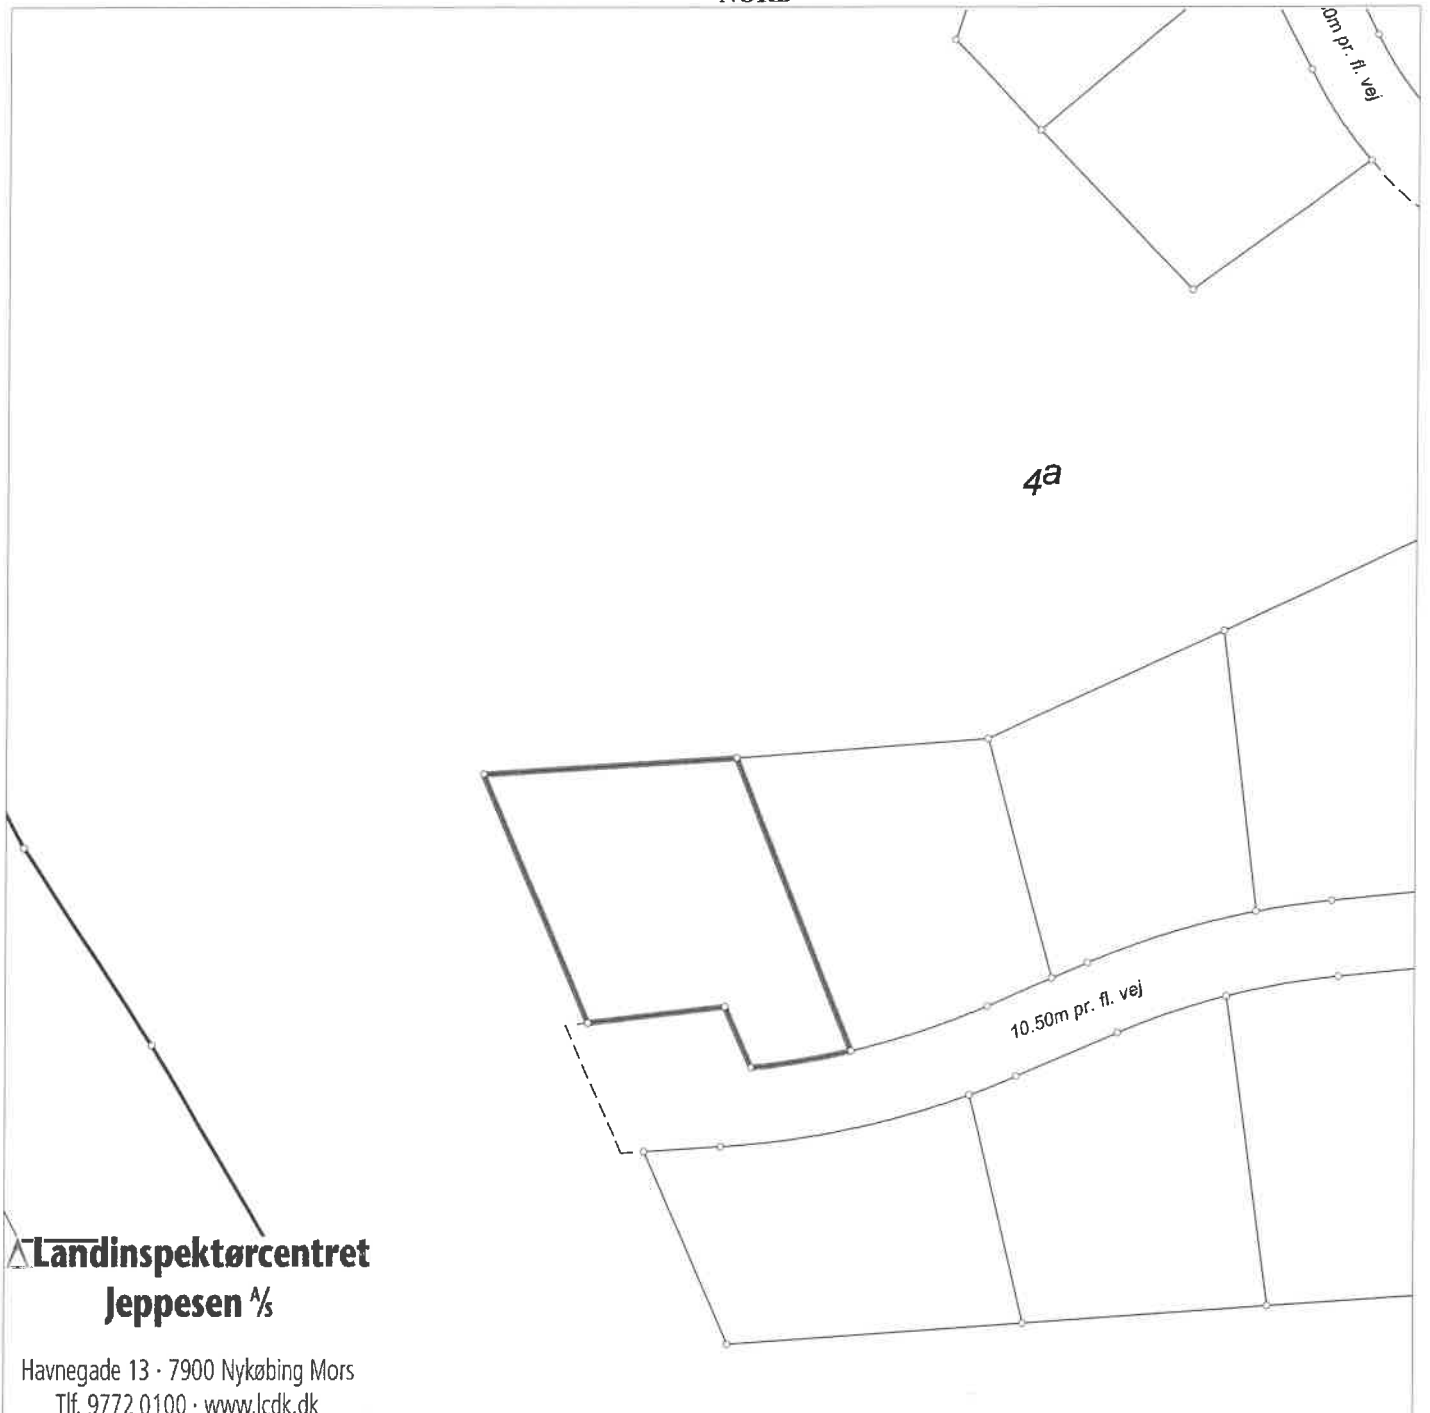 NORD
0m pr. fl. vej
4a
10.50m pr. fl. vej
Landinspektørcentret
Jeppesen A/S
Havnegade 13 · 7900 Nykøbing Mors
Tlf. 9772 0100 · www.lcdk.dk